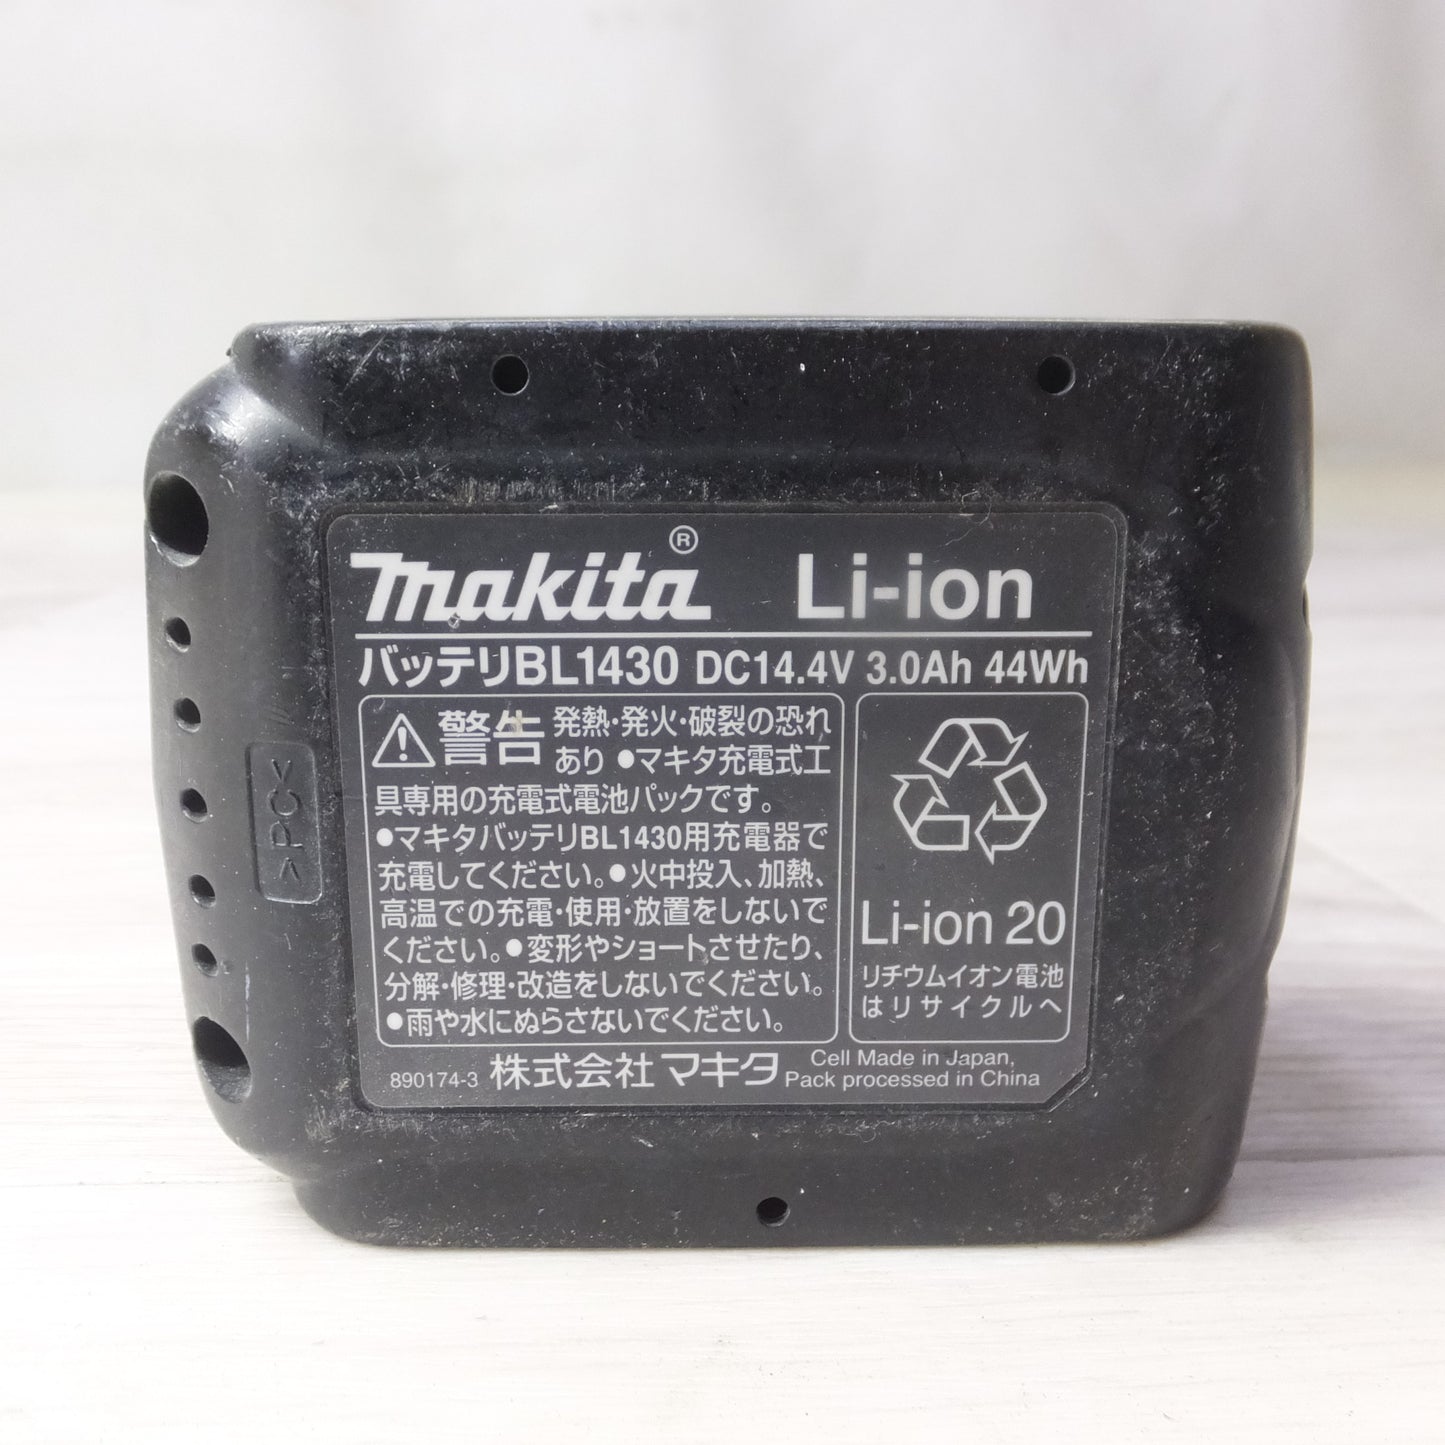 makita® Li-ion
バッテリBL1430 DC14.4V 3.0Ah 44Wh
警告 発熱・発火・破裂の恐れ
あり ●マキタ充電式工
具専用の充電式電池パックです。
●マキタバッテリBL1430用充電器で
充電してください。●火中投入、加熱、
高温での充電・使用・放置をしないで
ください。●変形やショートさせたり、
分解・修理・改造をしないでください。
●雨や水にぬらさないでください。
Li-ion 20
リチウムイオン電池
はリサイクルへ
890174-3 株式会社マキタ
Cell Made in Japan,
Pack processed in China
>PC<